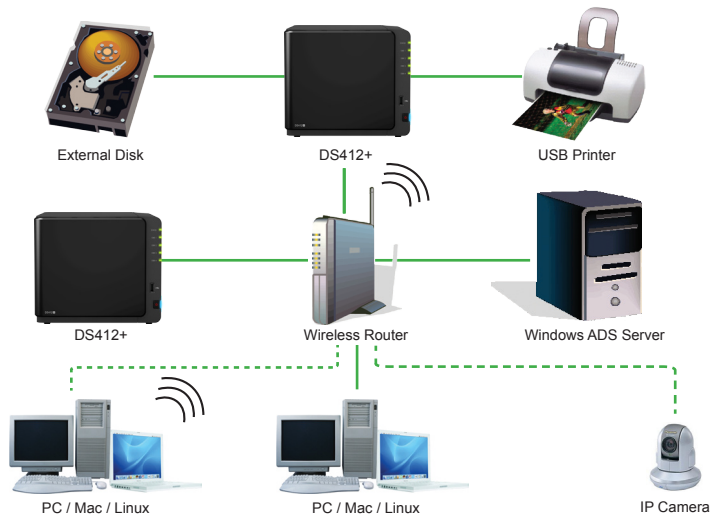 External Disk
DS412+
USB Printer
DS412+
Wireless Router
Windows ADS Server
PC / Mac / Linux
PC / Mac / Linux
IP Camera